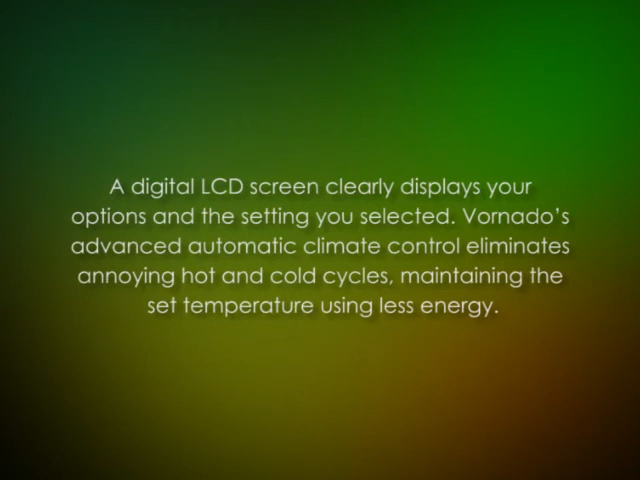 A digital LCD screen clearly displays your
options and the setting you selected. Vornado’s
advanced automatic climate control eliminates
annoying hot and cold cycles, maintaining the
set temperature using less energy.